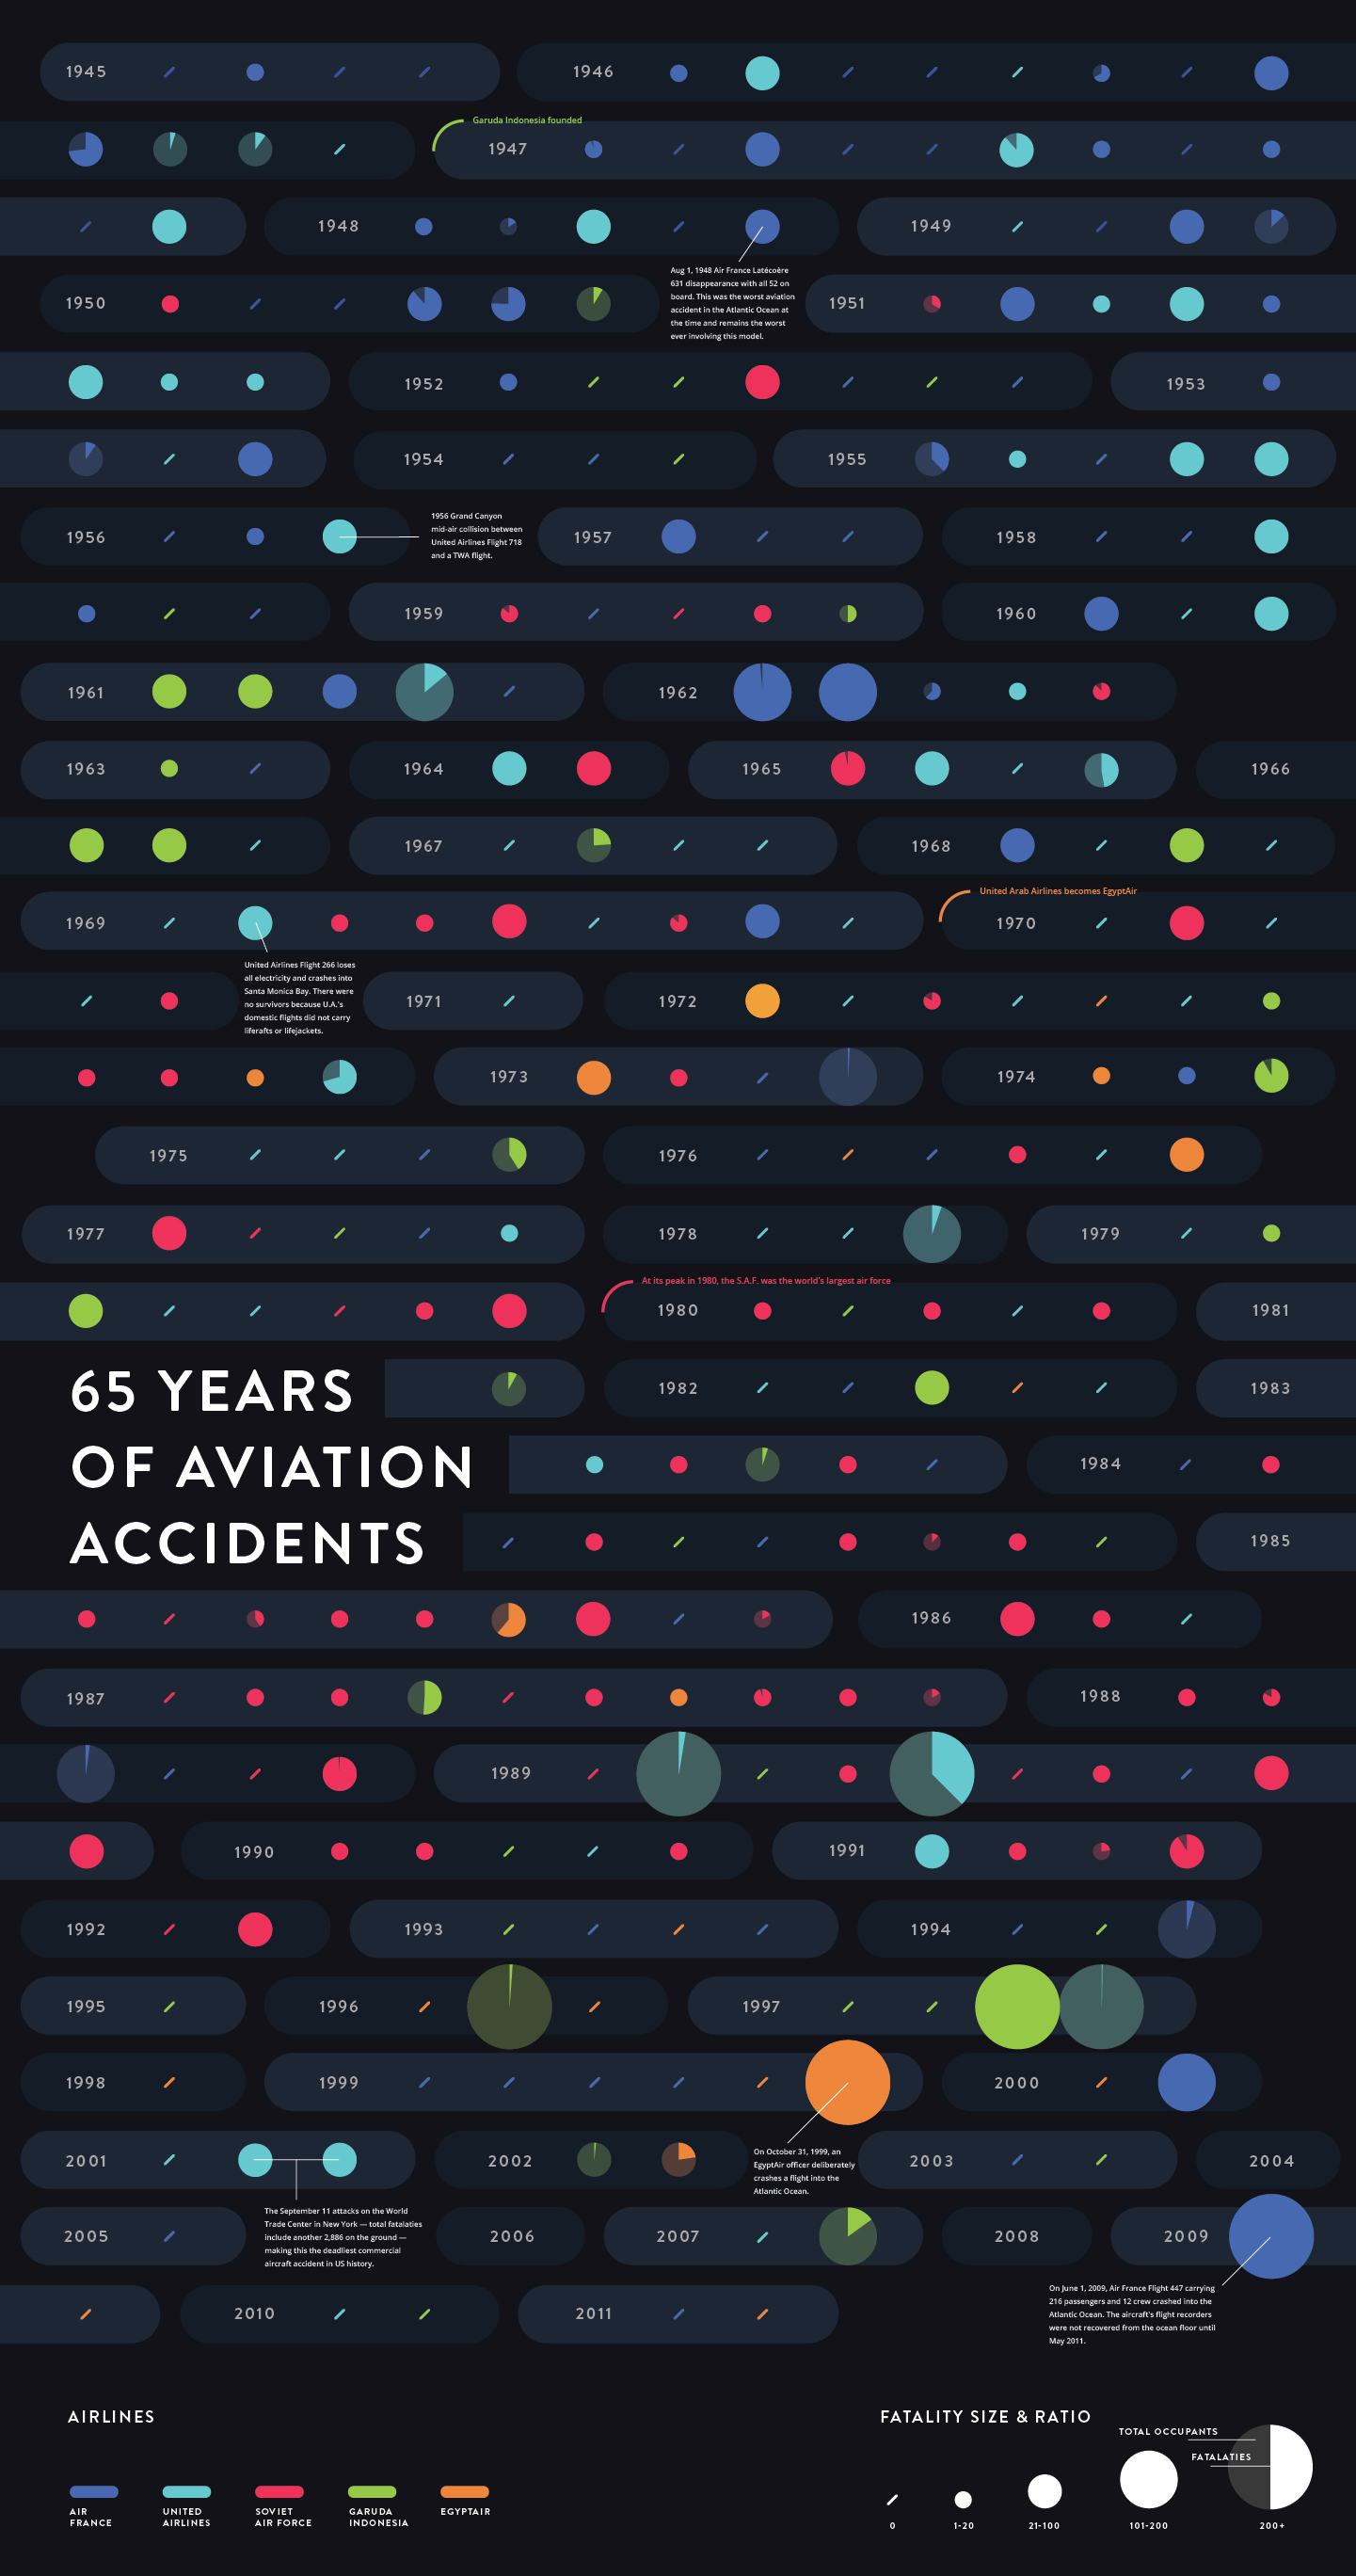 1945
1946
Garuda Indonesia founded
1947
1948
1949
Aug 1, 1948 Air France Latécoère
631 disappearance with all 52 on
board. This was the worst aviation
accident in the Atlantic Ocean at
the time and remains the worst
ever involving this model.
1950
1951
1952
1953
1954
1955
1956
1956 Grand Canyon
mid-air collision between
United Airlines Flight 718
and a TWA flight.
1957
1958
1959
1960
1961
1962
1963
1964
1965
1966
1967
1968
1969
United Arab Airlines becomes EgyptAir
1970
United Airlines Flight 266 loses
all electricity and crashes into
Santa Monica Bay. There were
no survivors because U.A.'s
domestic flights did not carry
liferafts or lifejackets.
1971
1972
1973
1974
1975
1976
1977
1978
1979
At its peak in 1980, the S.A.F. was the world's largest air force
1980
1981
65 YEARS
OF AVIATION
ACCIDENTS
1982
1983
1984
1985
1986
1987
1988
1989
1990
1991
1992
1993
1994
1995
1996
1997
1998
1999
2000
On October 31, 1999, an
EgyptAir officer deliberately
crashes a flight into the
Atlantic Ocean.
2001
2002
2003
2004
The September 11 attacks on the World
Trade Center in New York — total fatalaties
include another 2,886 on the ground —
making this the deadliest commercial
aircraft accident in US history.
2005
2006
2007
2008
2009
On June 1, 2009, Air France Flight 447 carrying
216 passengers and 12 crew crashed into the
Atlantic Ocean. The aircraft's flight recorders
were not recovered from the ocean floor until
May 2011.
2010
2011
AIRLINES
AIR
FRANCE
UNITED
AIRLINES
SOVIET
AIR FORCE
GARUDA
INDONESIA
EGYPTAIR
FATALITY SIZE & RATIO
TOTAL OCCUPANTS
FATALATIES
0
1-20
21-100
101-200
200+